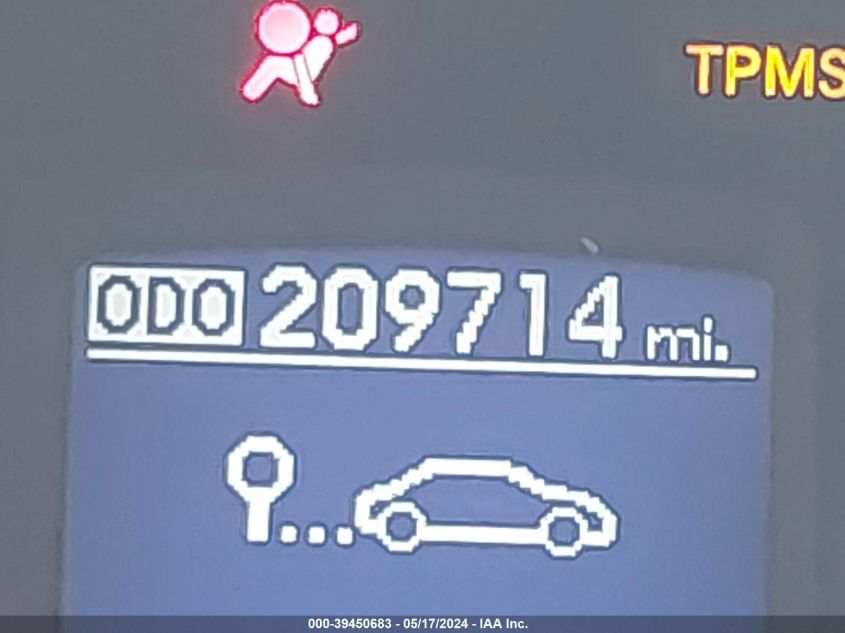 TPMS
ODO 209714 mi.
000-39450683 - 05/17/2024 - IAA Inc.